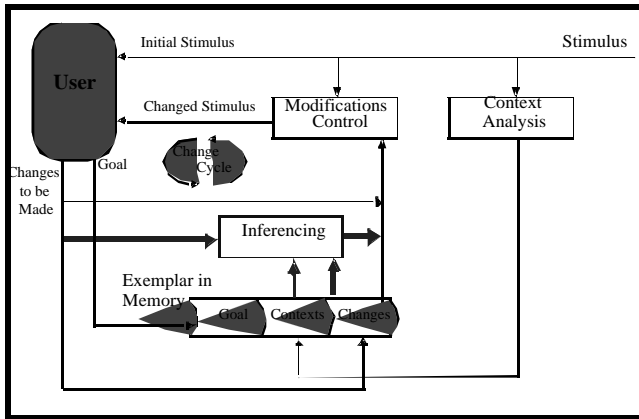 Initial Stimulus
Stimulus
User
Changed Stimulus
Modifications
Control
Context
Analysis
Change
Cycle
Goal
Changes
to be
Made
Inferencing
Exemplar in
Memory
Goal
Contexts
Changes